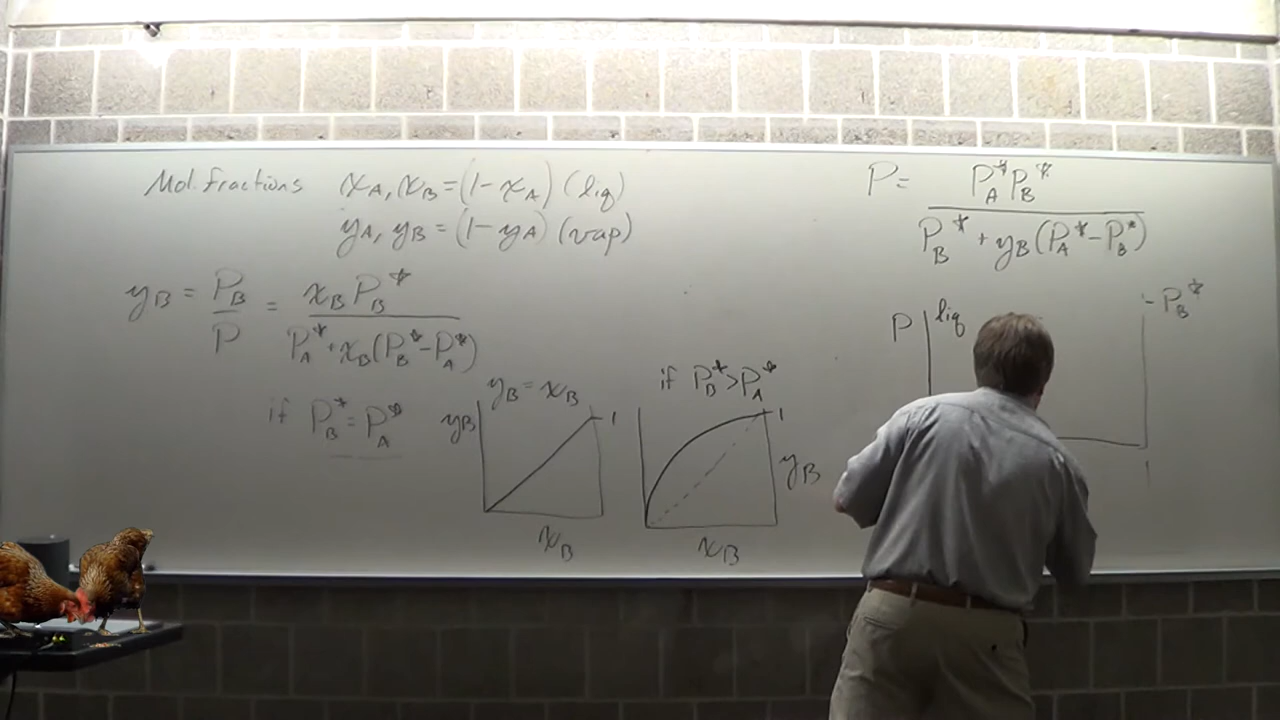 Mol. fractions x_A, x_B = (1 - x_A) (liq)
y_A, y_B = (1 - y_A) (vap)
y_B = P_B / P = x_B P_B* / P_A* + x_B (P_B* - P_A*)
if P_B* = P_A*
y_B = x_B
y_B
1
x_B
if P_B* > P_A*
1
y_B
x_B
P = P_A* P_B* / P_B* + y_B (P_A* - P_B*)
P
liq
- P_B*
1